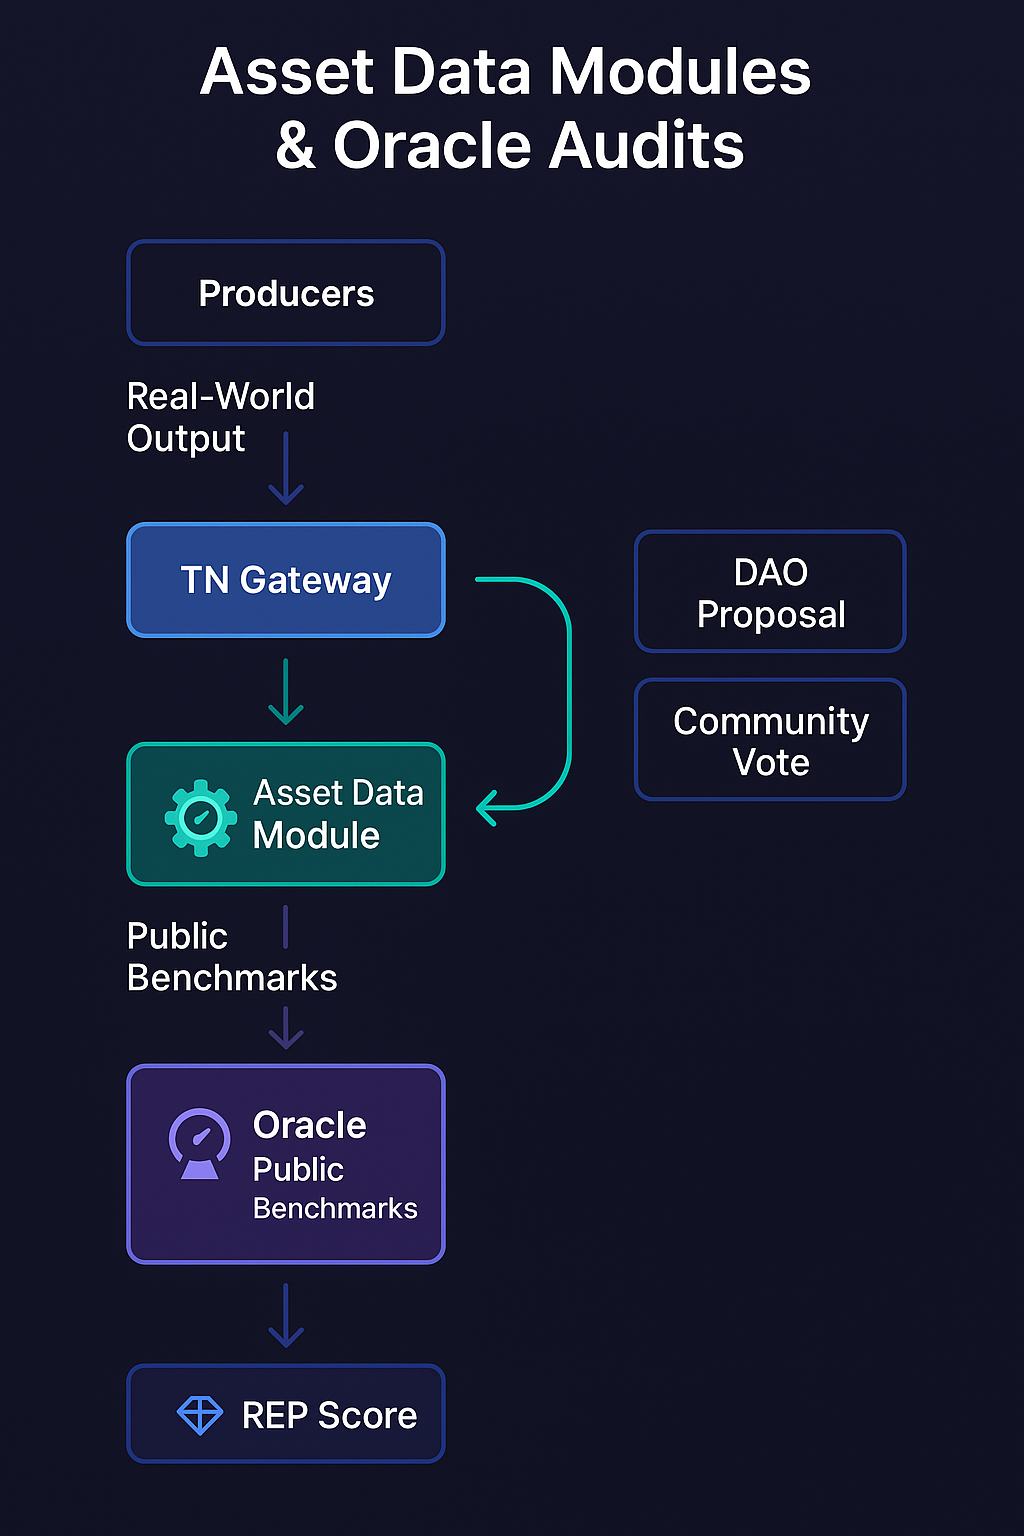 Asset Data Modules
& Oracle Audits
Producers
Real-World
Output
TN Gateway
DAO
Proposal
Community
Vote
Asset Data
Module
Public
Benchmarks
Oracle
Public
Benchmarks
REP Score